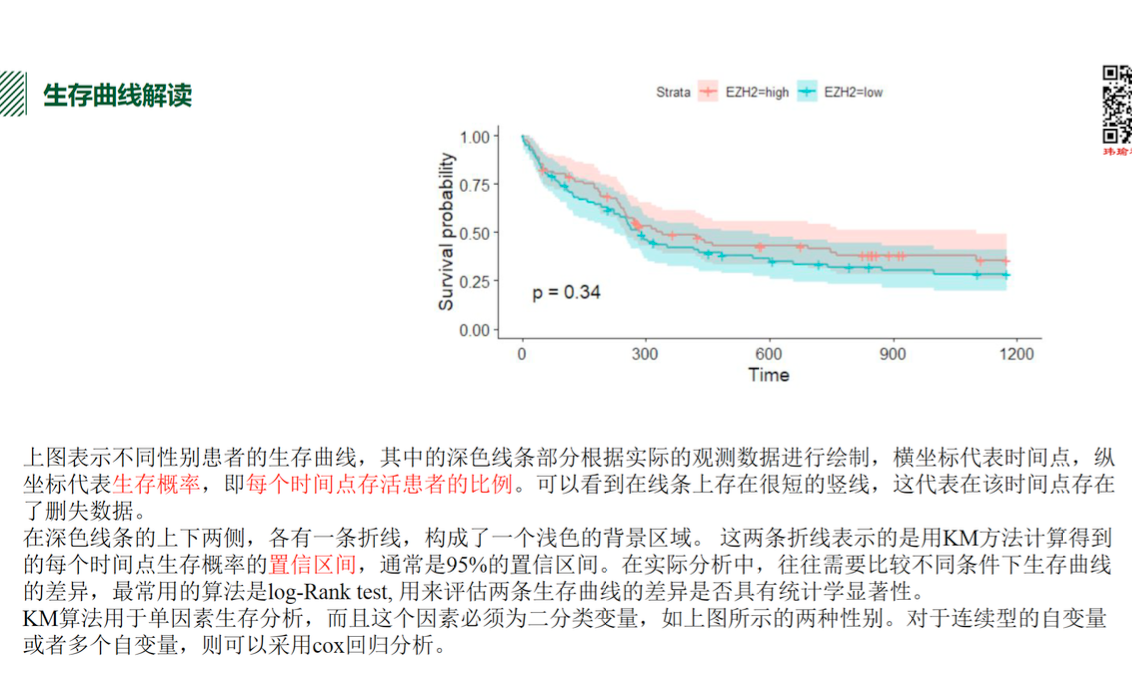 生存曲线解读
Strata EZH2=high EZH2=low
1.00
0.75
0.50
0.25
0.00
Survival probability
p = 0.34
0 300 600 900 1200
Time
上图表示不同性别患者的生存曲线，其中的深色线条部分根据实际的观测数据进行绘制，横坐标代表时间点，纵
坐标代表生存概率，即每个时间点存活患者的比例。可以看到在线条上存在很短的竖线，这代表在该时间点存在
了删失数据。
在深色线条的上下两侧，各有一条折线，构成了一个浅色的背景区域。 这两条折线表示的是用KM方法计算得到
的每个时间点生存概率的置信区间，通常是95%的置信区间。在实际分析中，往往需要比较不同条件下生存曲线
的差异，最常用的算法是log-Rank test, 用来评估两条生存曲线的差异是否具有统计学显著性。
KM算法用于单因素生存分析，而且这个因素必须为二分类变量，如上图所示的两种性别。对于连续型的自变量
或者多个自变量，则可以采用cox回归分析。